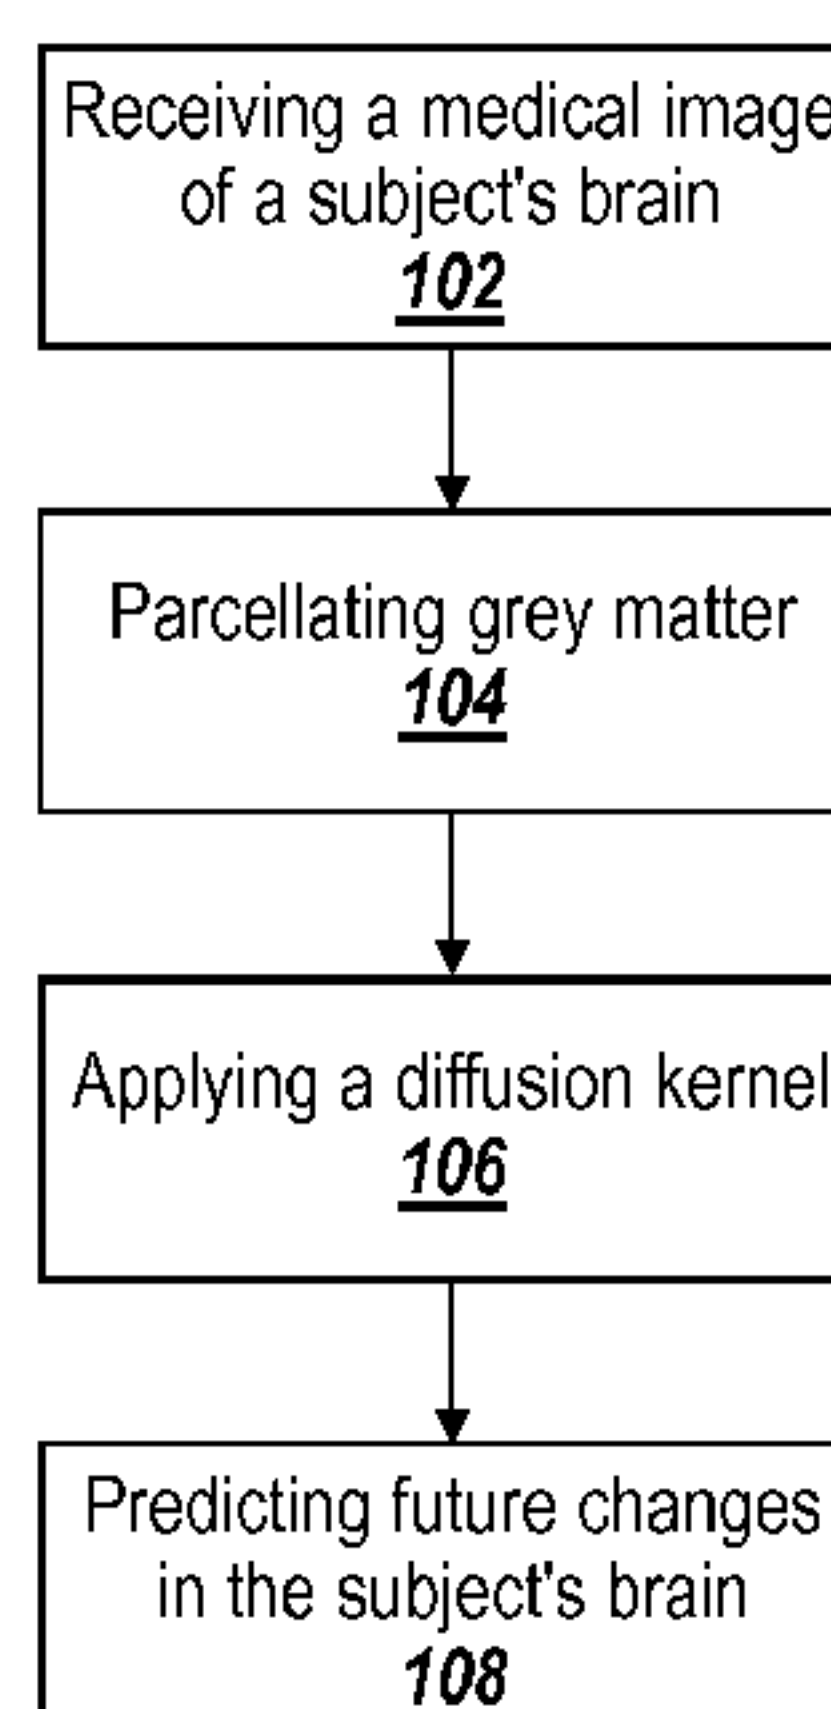 Receiving a medical image
of a subject's brain
102
Parcellating grey matter
104
Applying a diffusion kernel
106
Predicting future changes
in the subject's brain
108